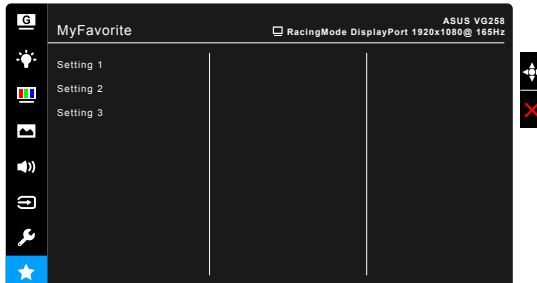 G
MyFavorite
ASUS VG258
RacingMode DisplayPort 1920x1080@ 165Hz
Setting 1
Setting 2
Setting 3